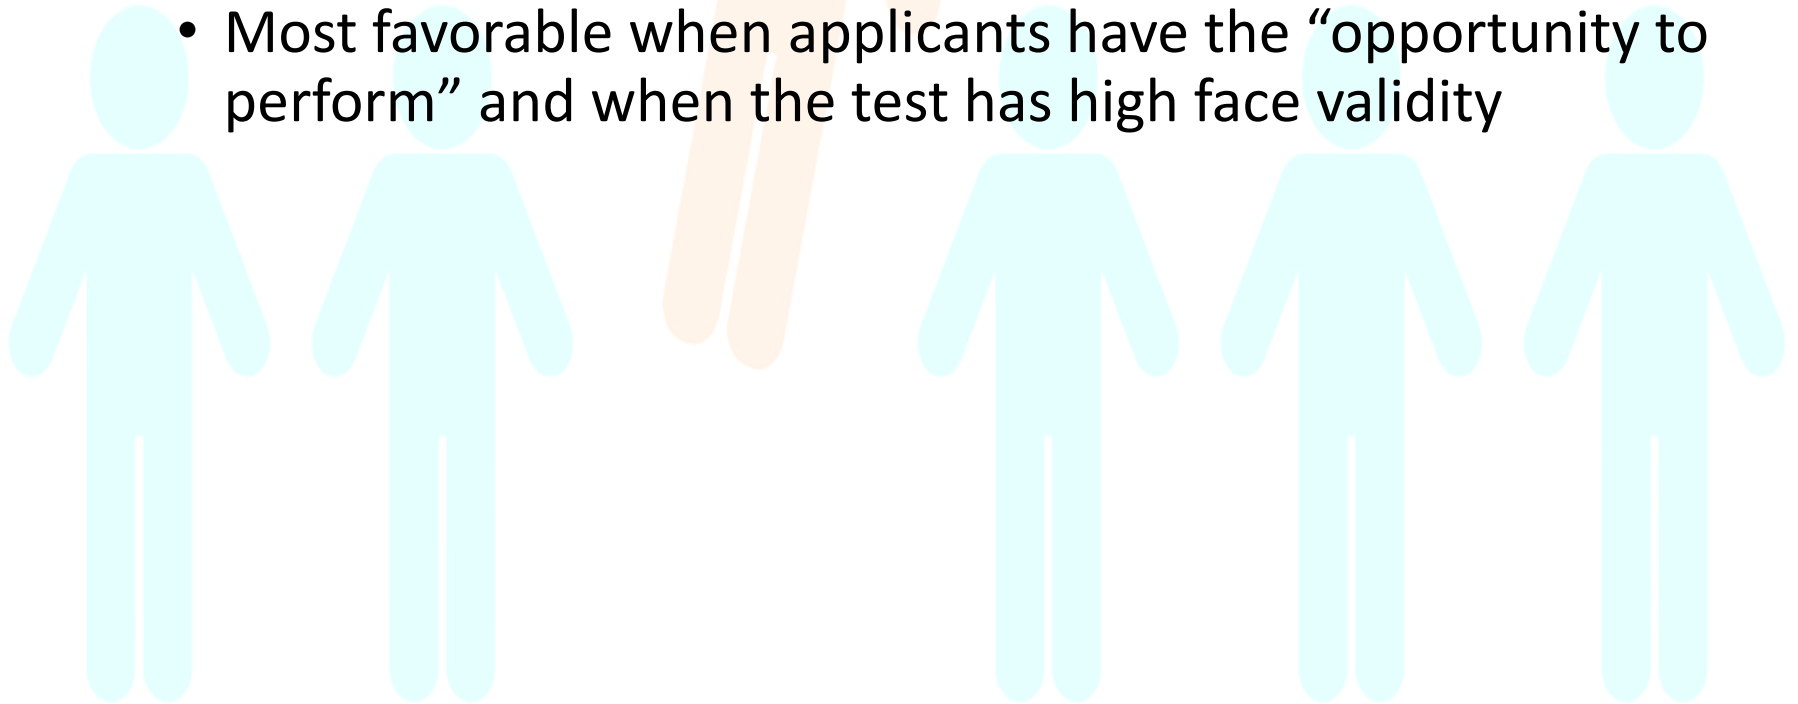 • Most favorable when applicants have the “opportunity to
perform” and when the test has high face validity